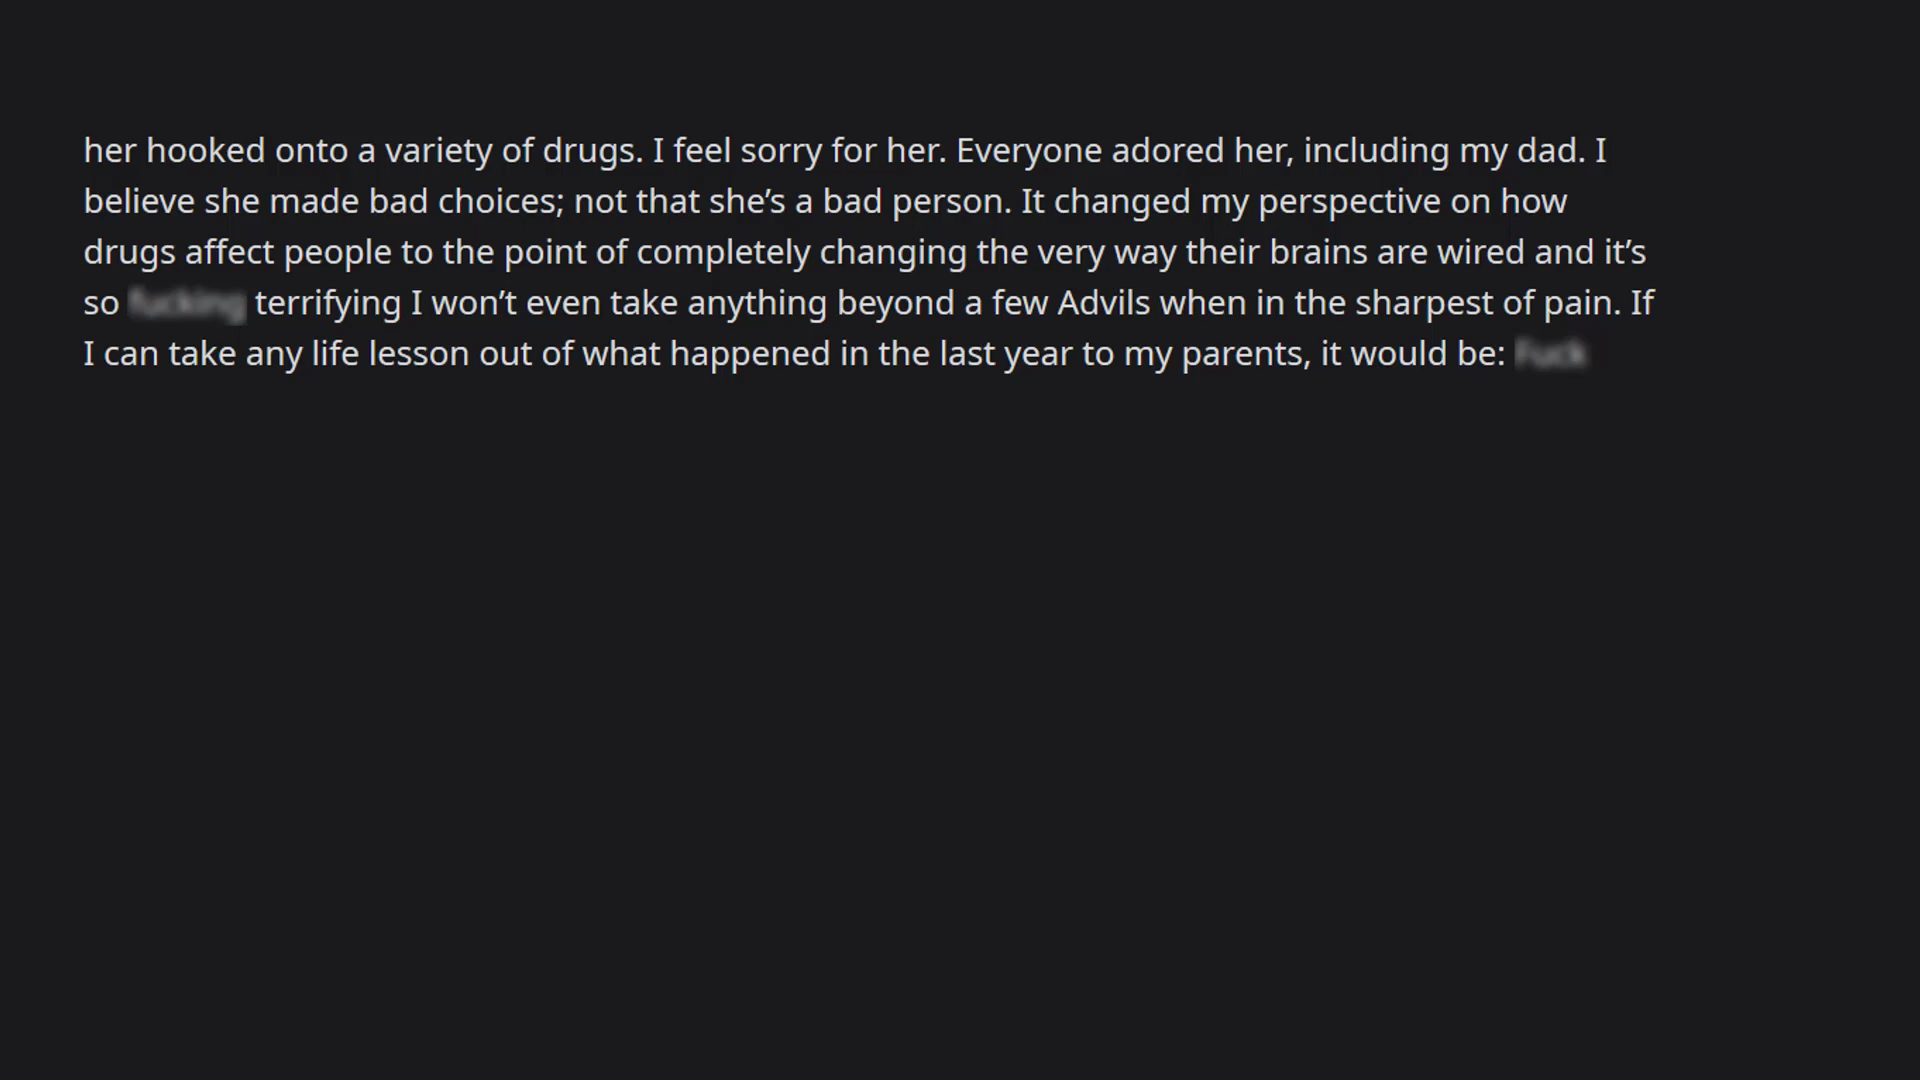 her hooked onto a variety of drugs. I feel sorry for her. Everyone adored her, including my dad. I
believe she made bad choices; not that she’s a bad person. It changed my perspective on how
drugs affect people to the point of completely changing the very way their brains are wired and it’s
so fucking terrifying I won’t even take anything beyond a few Advils when in the sharpest of pain. If
I can take any life lesson out of what happened in the last year to my parents, it would be: Fuck